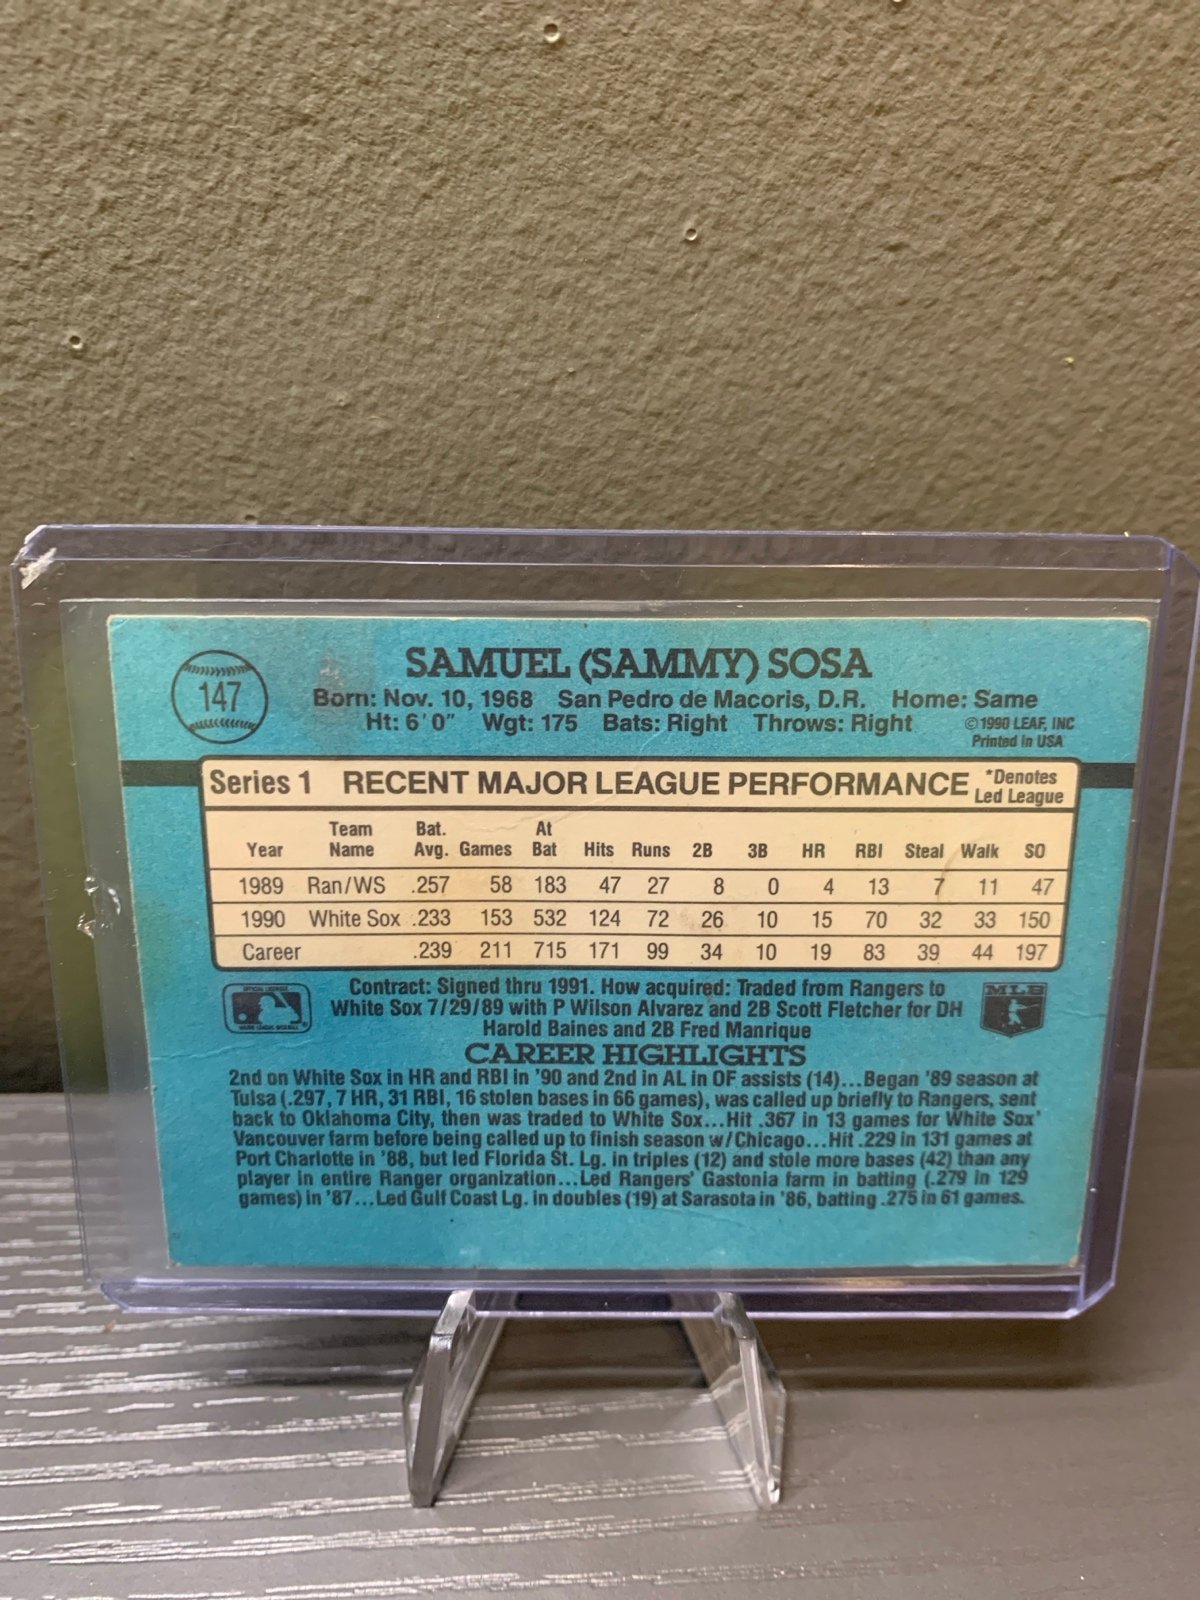 147
SAMUEL (SAMMY) SOSA
Born: Nov. 10, 1968 San Pedro de Macoris, D.R. Home: Same
Ht: 6'0" Wgt: 175 Bats: Right Throws: Right
©1990 LEAF, INC
Printed in USA
Series 1 RECENT MAJOR LEAGUE PERFORMANCE
*Denotes
Led League
Year Team Name Bat. Avg. Games At Bat Hits Runs 2B 3B HR RBI Steal Walk SO
1989 Ran/WS .257 58 183 47 27 8 0 4 13 7 11 47
1990 White Sox .233 153 532 124 72 26 10 15 70 32 33 150
Career .239 211 715 171 99 34 10 19 83 39 44 197
Contract: Signed thru 1991. How acquired: Traded from Rangers to
White Sox 7/29/89 with P Wilson Alvarez and 2B Scott Fletcher for DH
Harold Baines and 2B Fred Manrique
MLB
CAREER HIGHLIGHTS
2nd on White Sox in HR and RBI in '90 and 2nd in AL in OF assists (14)...Began '89 season at
Tulsa (.297, 7 HR, 31 RBI, 16 stolen bases in 66 games), was called up briefly to Rangers, sent
back to Oklahoma City, then was traded to White Sox...Hit .367 in 13 games for White Sox'
Vancouver farm before being called up to finish season w/Chicago...Hit .229 in 131 games at
Port Charlotte in '88, but led Florida St. Lg. in triples (12) and stole more bases (42) than any
player in entire Ranger organization...Led Rangers' Gastonia farm in batting (.279 in 129
games) in '87...Led Gulf Coast Lg. in doubles (19) at Sarasota in '86, batting .275 in 61 games.